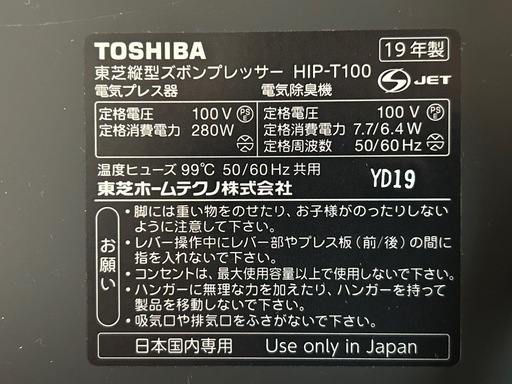 TOSHIBA
19年製
東芝縦型ズボンプレッサー HIP-T100
S JET
電気プレス器
電気除臭機
定格電圧 100V PSE
定格消費電力 280W
定格電圧 100V PSE
定格消費電力 7.7/6.4W
定格周波数 50/60Hz
温度ヒューズ 99℃ 50/60Hz共用
東芝ホームテクノ株式会社
YD19
お願い
•脚には重い物をのせたり、お子様がのったりしない
ように注意して下さい。
•レバー操作中にレバー部やプレス板(前/後)の間に
指を入れないで下さい。
•コンセントは、最大使用容量以上で使用しないで下さい。
•ハンガーに無理な力を加えたり、ハンガーを持って
製品を移動しないで下さい。
•吸気口や排気口をふさがないで下さい。
日本国内専用 Use only in Japan